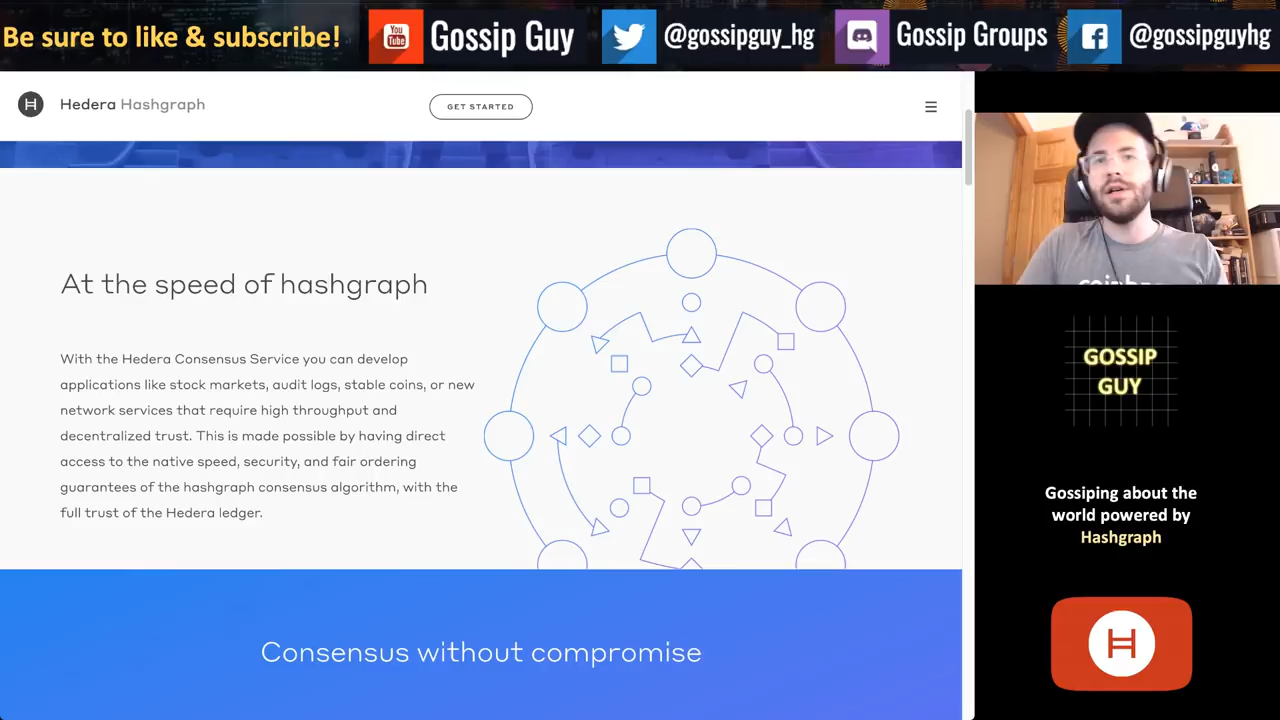 Be sure to like & subscribe!
You
Tube
Gossip Guy
@gossipguy_hg
Gossip Groups
@gossipguyhg
Hedera Hashgraph
GET STARTED
At the speed of hashgraph
With the Hedera Consensus Service you can develop
applications like stock markets, audit logs, stable coins, or new
network services that require high throughput and
decentralized trust. This is made possible by having direct
access to the native speed, security, and fair ordering
guarantees of the hashgraph consensus algorithm, with the
full trust of the Hedera ledger.
Consensus without compromise
GOSSIP
GUY
Gossiping about the
world powered by
Hashgraph